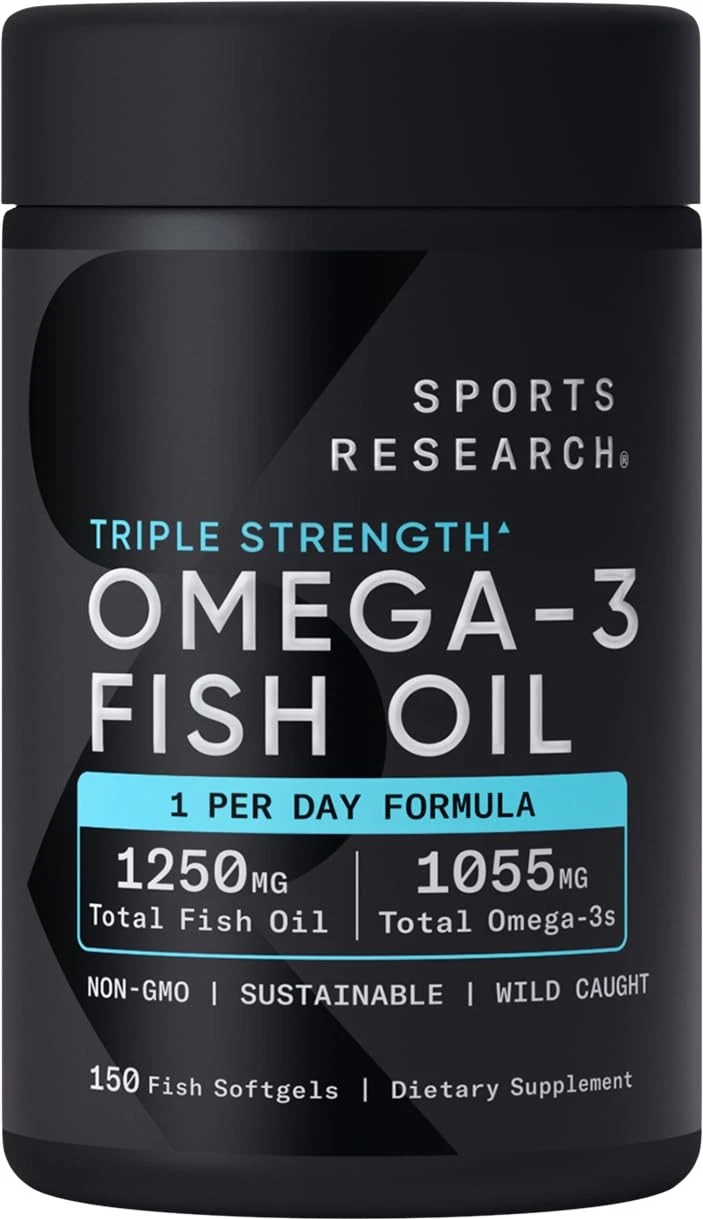 SPORTS
RESEARCH®
TRIPLE STRENGTH▲
OMEGA-3
FISH OIL
1 PER DAY FORMULA
1250MG | 1055MG
Total Fish Oil | Total Omega-3s
NON-GMO | SUSTAINABLE | WILD CAUGHT
150 Fish Softgels | Dietary Supplement